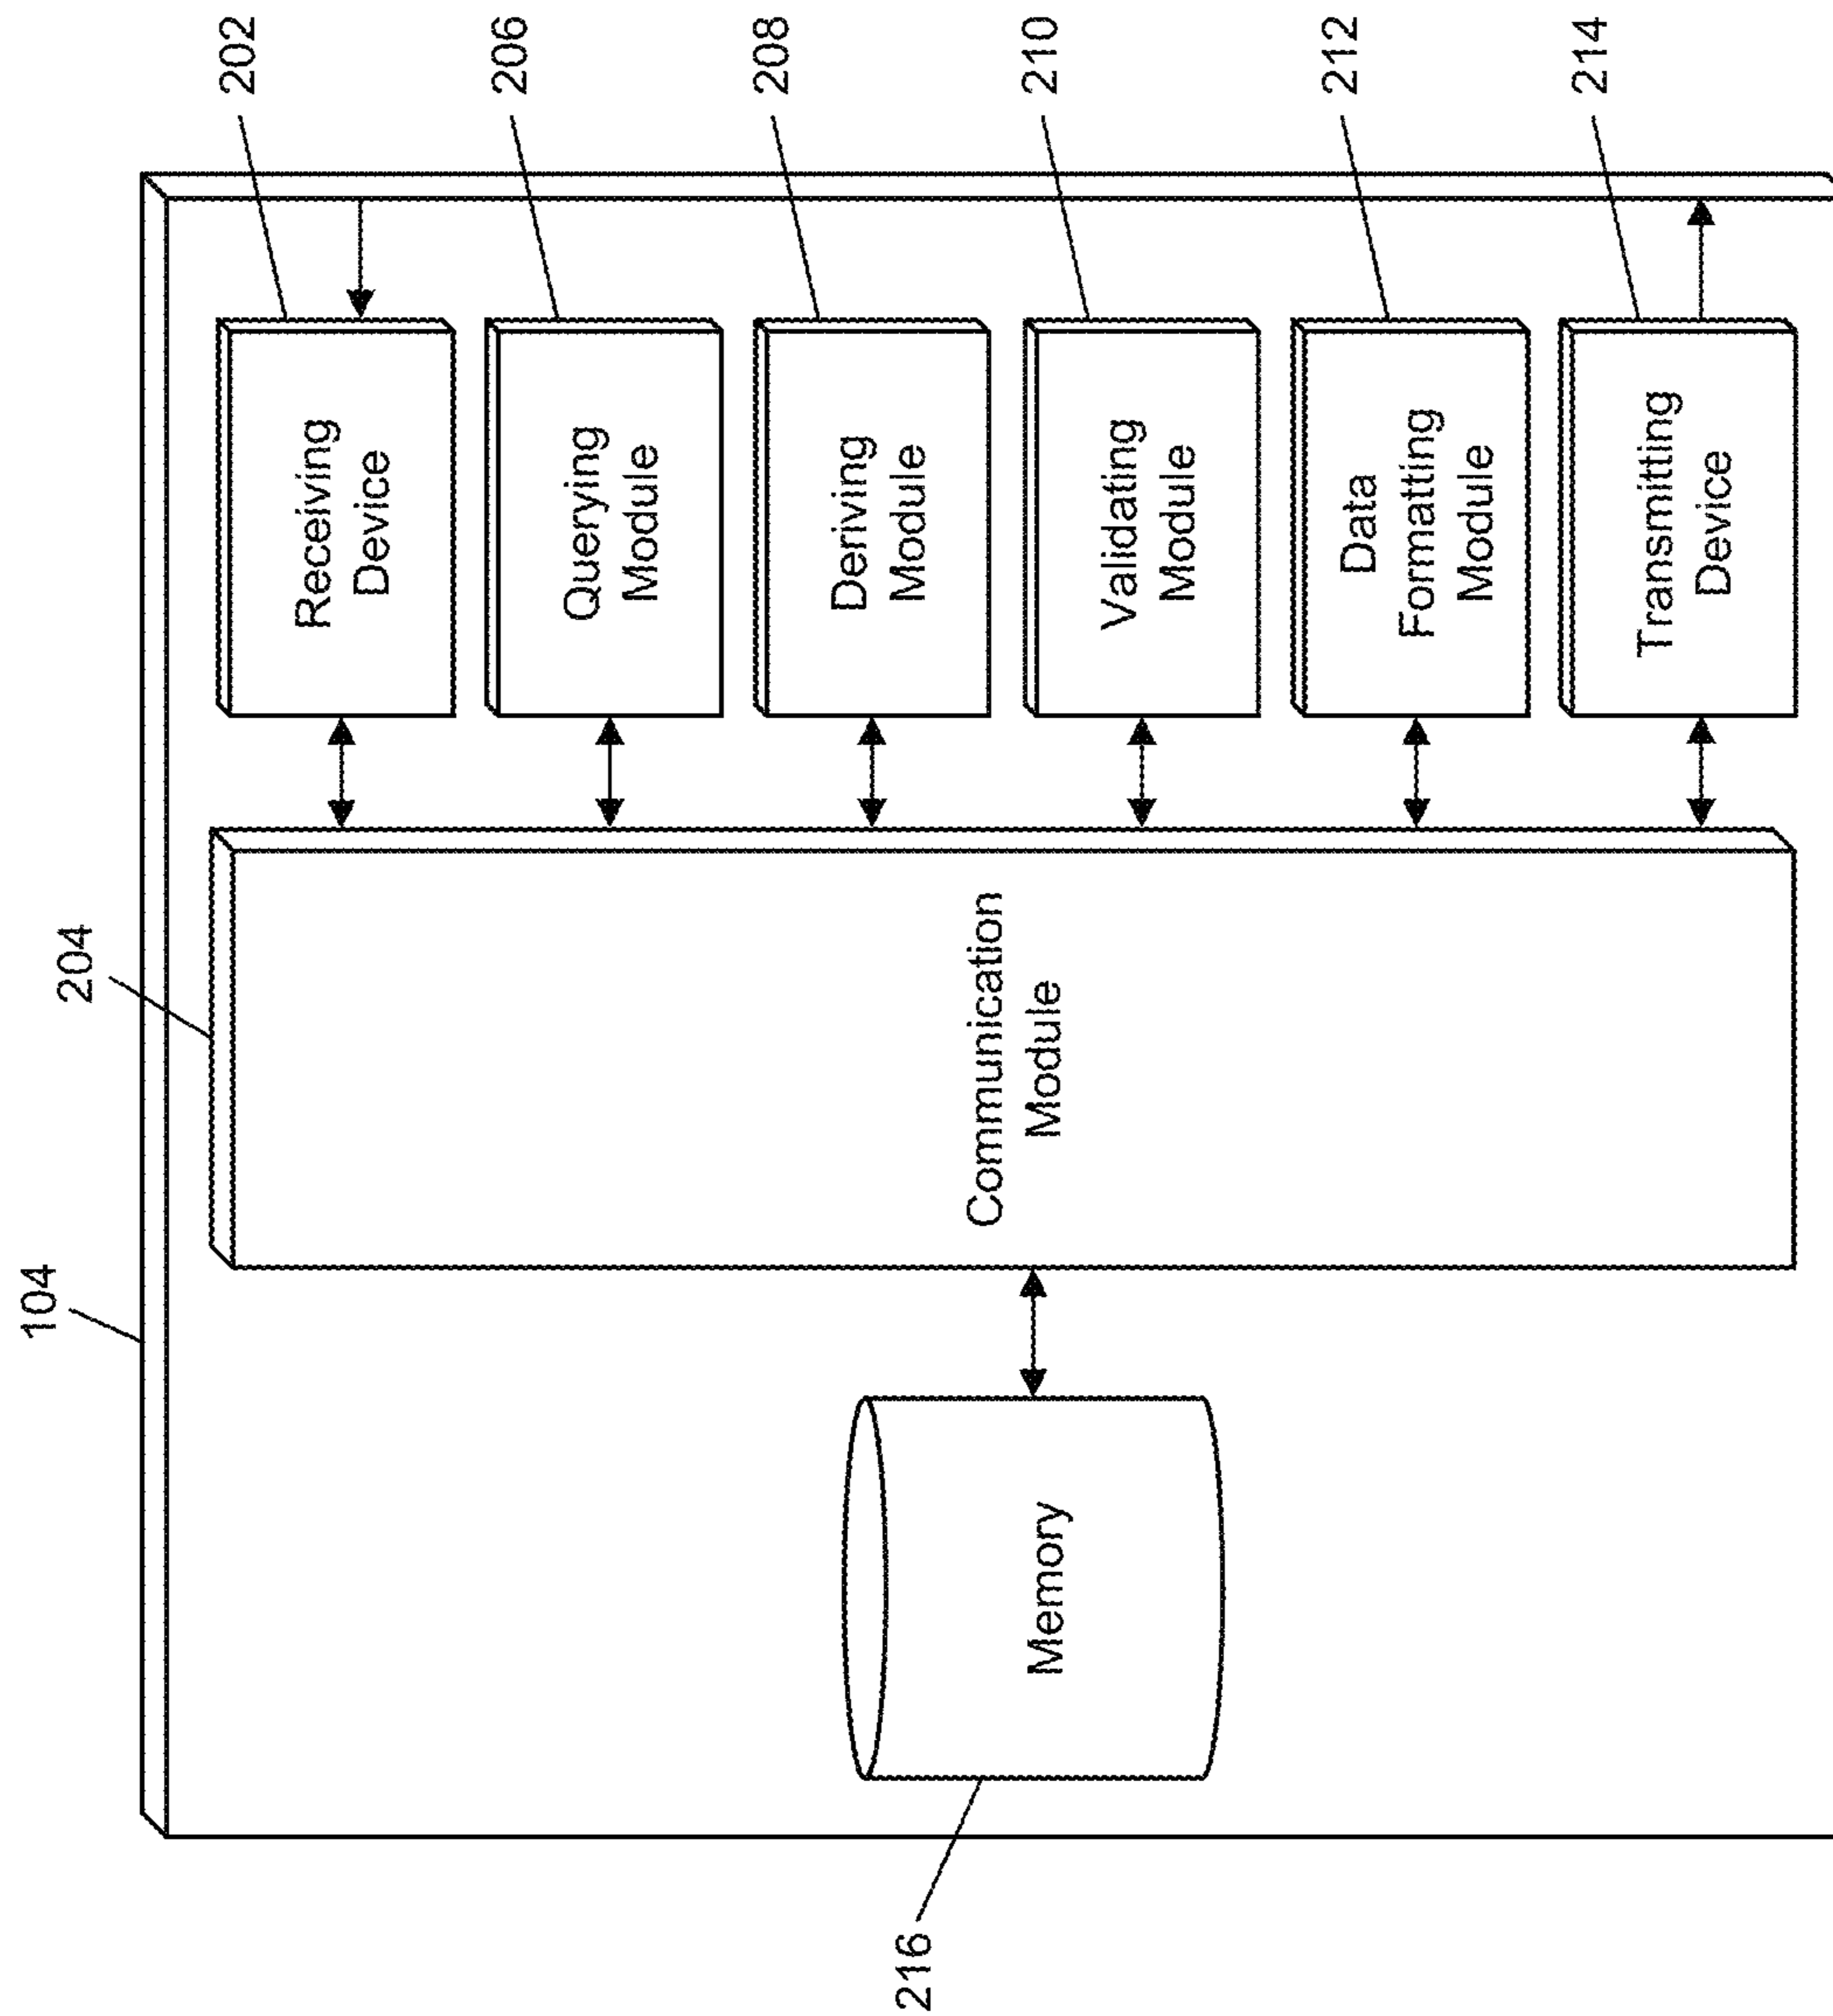 104
204
202
Receiving
Device
206
Querying
Module
208
Deriving
Module
216
Memory
Communication
Module
210
Validating
Module
212
Data
Formatting
Module
214
Transmitting
Device